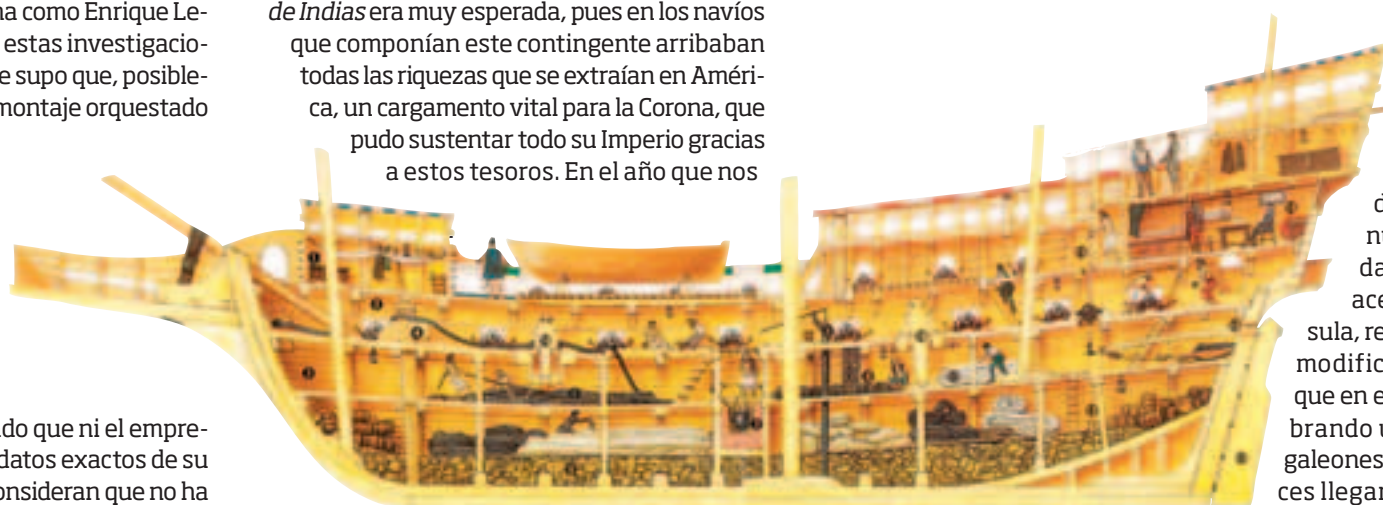 na como Enrique Le-
estas investigacio-
e supo que, posible-
montaje orquestado
do que ni el empre-
datos exactos de su
onsideran que no ha
de Indias era muy esperada, pues en los navíos
que componían este contingente arribaban
todas las riquezas que se extraían en Améri-
ca, un cargamento vital para la Corona, que
pudo sustentar todo su Imperio gracias
a estos tesoros. En el año que nos
d
nu
da
ace
sula, re
modific
que en e
brando u
galeones
ces llegar